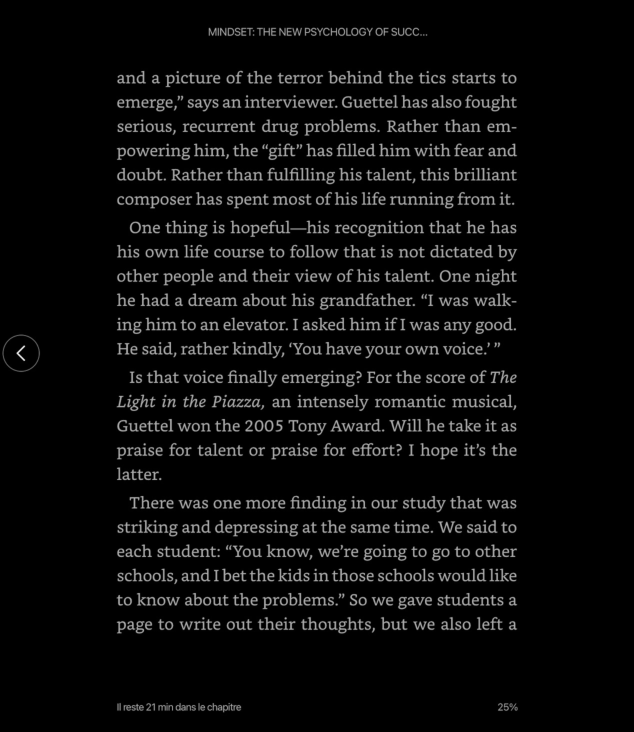 MINDSET: THE NEW PSYCHOLOGY OF SUCC...
and a picture of the terror behind the tics starts to
emerge,” says an interviewer. Guettel has also fought
serious, recurrent drug problems. Rather than em-
powering him, the “gift” has filled him with fear and
doubt. Rather than fulfilling his talent, this brilliant
composer has spent most of his life running from it.
One thing is hopeful—his recognition that he has
his own life course to follow that is not dictated by
other people and their view of his talent. One night
he had a dream about his grandfather. “I was walk-
ing him to an elevator. I asked him if I was any good.
He said, rather kindly, ‘You have your own voice.’ ”
Is that voice finally emerging? For the score of The
Light in the Piazza, an intensely romantic musical,
Guettel won the 2005 Tony Award. Will he take it as
praise for talent or praise for effort? I hope it’s the
latter.
There was one more finding in our study that was
striking and depressing at the same time. We said to
each student: “You know, we’re going to go to other
schools, and I bet the kids in those schools would like
to know about the problems.” So we gave students a
page to write out their thoughts, but we also left a
Il reste 21 min dans le chapitre
25%